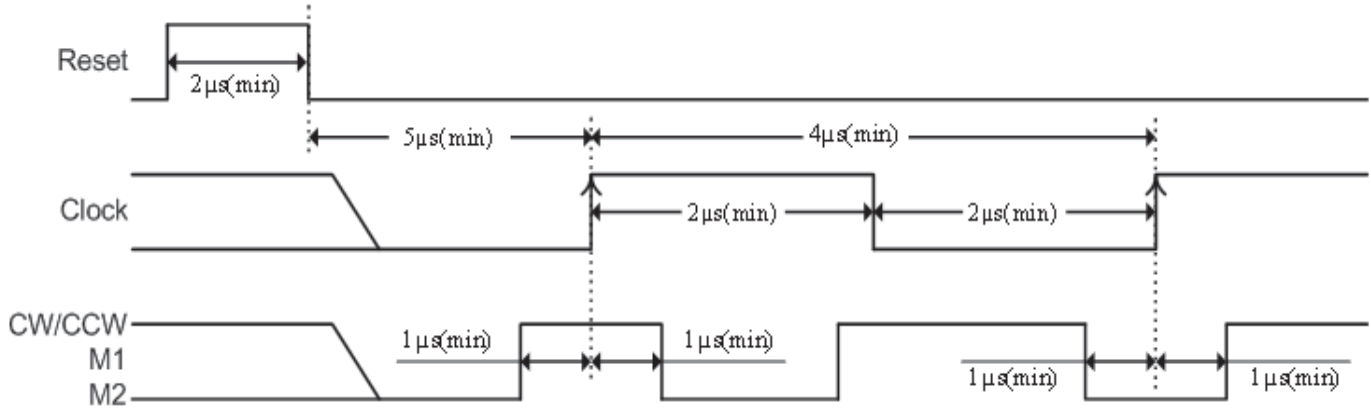 Reset
2μs(min)
5μs(min)
4μs(min)
Clock
2μs(min)
2μs(min)
CW/CCW
M1
M2
1μs(min)
1μs(min)
1μs(min)
1μs(min)